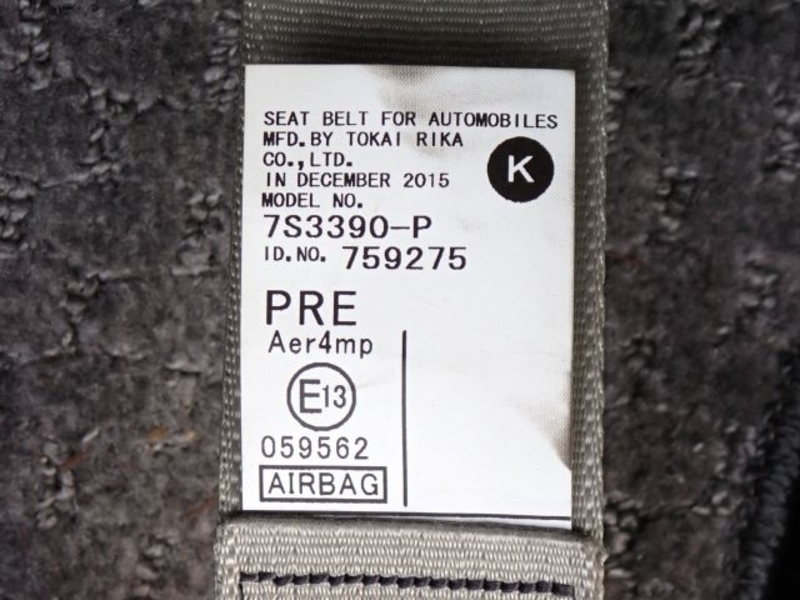 SEAT BELT FOR AUTOMOBILES
MFD.BY TOKAI RIKA
CO.,LTD.
K
IN DECEMBER 2015
MODEL NO.
7S3390-P
ID.NO. 759275
PRE
Aer4mp
E13
059562
AIRBAG